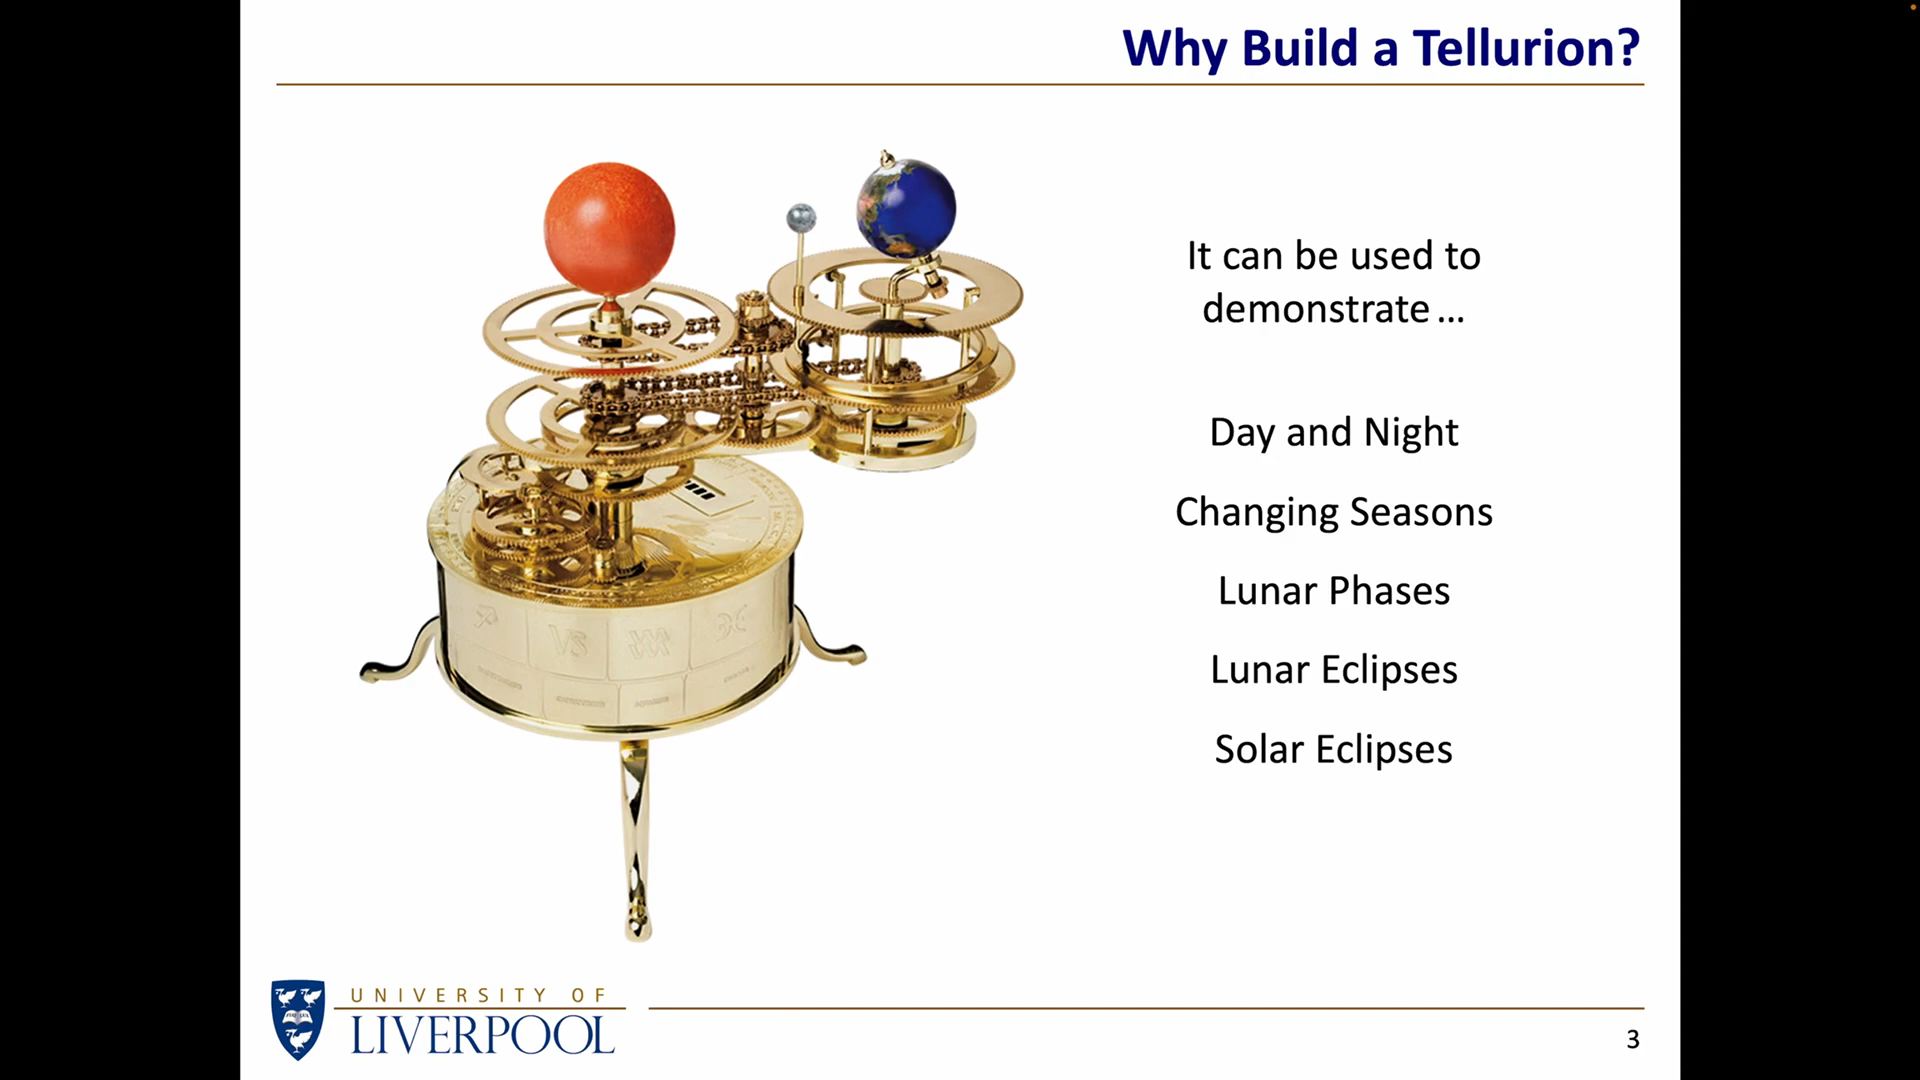 Why Build a Tellurion?
It can be used to
demonstrate ...
Day and Night
Changing Seasons
Lunar Phases
Lunar Eclipses
Solar Eclipses
UNIVERSITY OF
LIVERPOOL
3